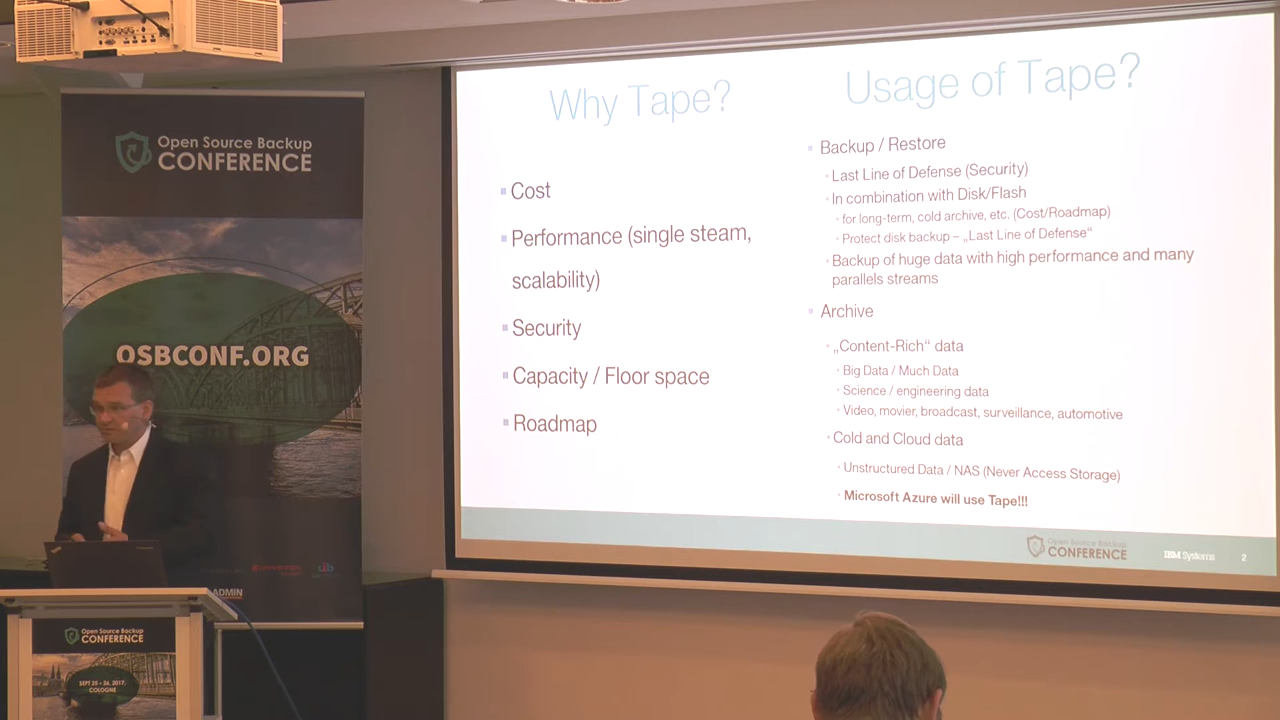 Open Source Backup
CONFERENCE
OSBCONF.ORG
ADMIN
Open Source Backup
CONFERENCE
SEPT 25 – 26, 2017,
COLOGNE
Why Tape?
Cost
Performance (single steam,
scalability)
Security
Capacity / Floor space
Roadmap
Usage of Tape?
Backup / Restore
Last Line of Defense (Security)
In combination with Disk/Flash
for long-term, cold archive, etc. (Cost/Roadmap)
Protect disk backup – „Last Line of Defense“
Backup of huge data with high performance and many
parallels streams
Archive
„Content-Rich“ data
Big Data / Much Data
Science / engineering data
Video, movier, broadcast, surveillance, automotive
Cold and Cloud data
Unstructured Data / NAS (Never Access Storage)
Microsoft Azure will use Tape!!!
Open Source Backup
CONFERENCE
IBM Systems
2